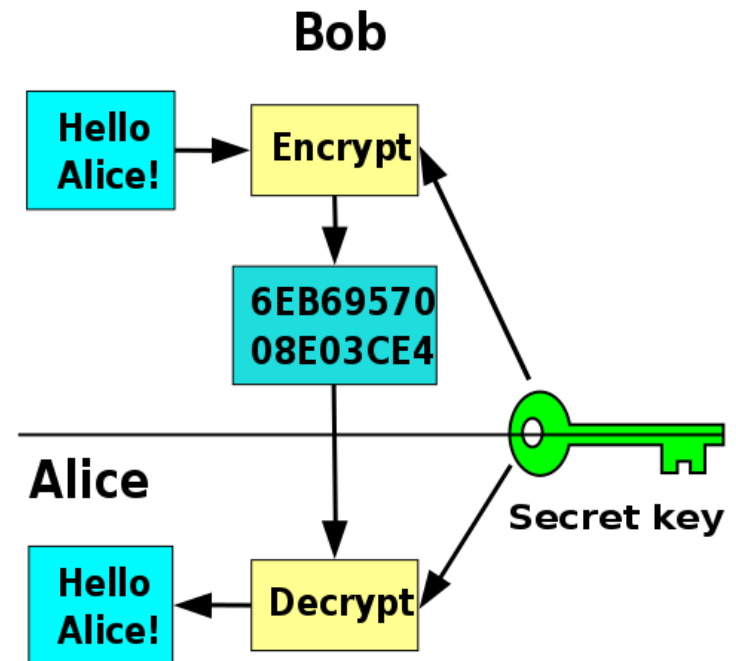 Bob
Hello
Alice!
Encrypt
6EB69570
08E03CE4
Alice
Secret key
Hello
Alice!
Decrypt